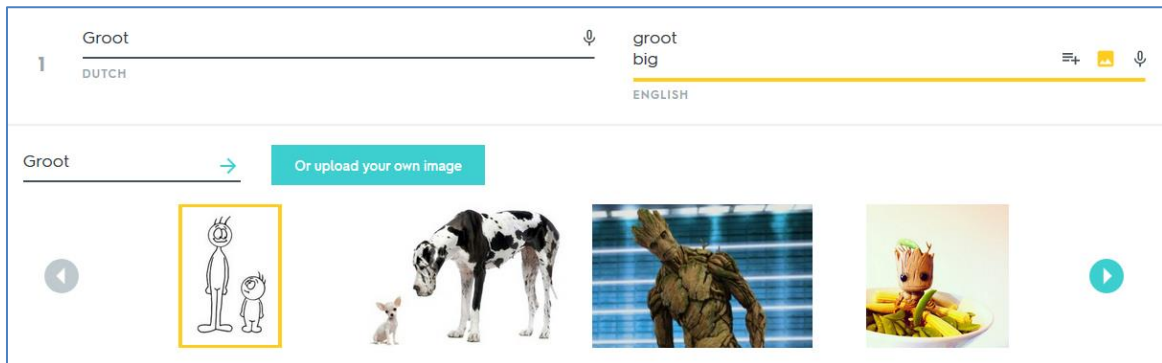 Groot
groot
1
big
DUTCH
ENGLISH
Groot
Or upload your own image